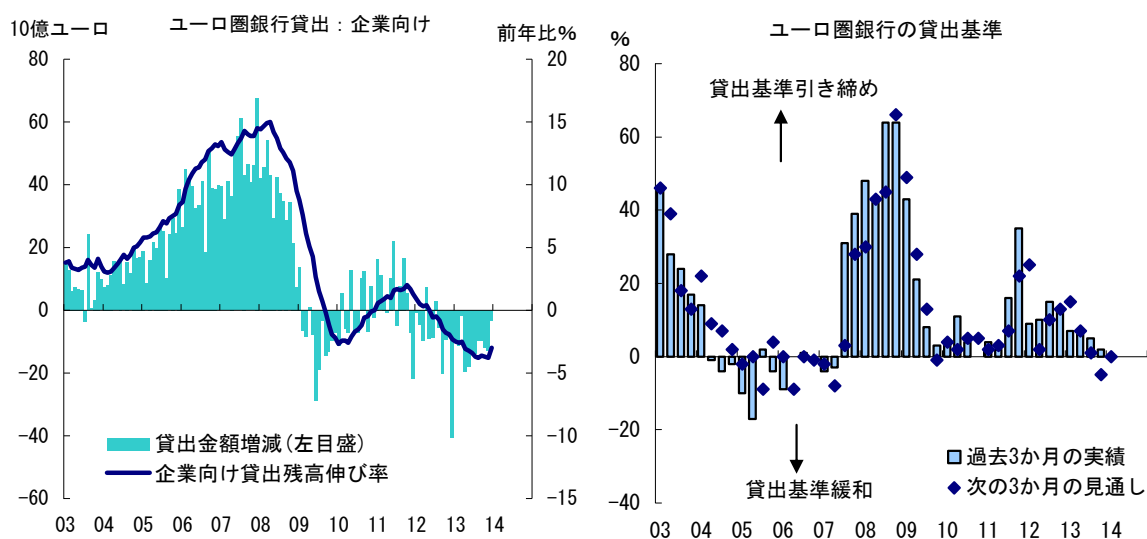 ユーロ圏銀行貸出：企業向け
10億ユーロ
前年比%
80
60
40
20
0
−20
−40
−60
20
15
10
5
0
−5
−10
−15
貸出金額増減（左目盛）
企業向け貸出残高伸び率
03 04 05 06 07 08 09 10 11 12 13 14
ユーロ圏銀行の貸出基準
%
80
60
40
20
0
−20
−40
貸出基準引き締め
貸出基準緩和
過去3か月の実績
次の3か月の見通し
03 04 05 06 07 08 09 10 11 12 13 14